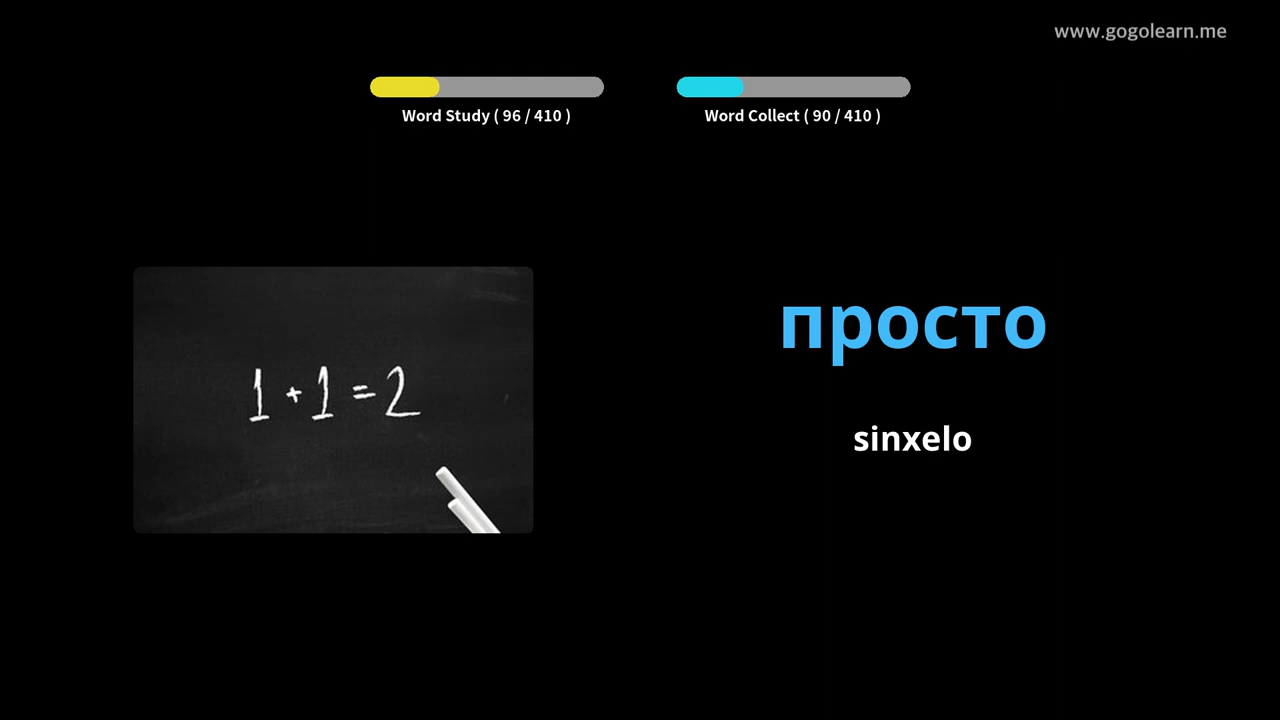 www.gogolearn.me
Word Study ( 96 / 410 )
Word Collect ( 90 / 410 )
1 + 1 = 2
просто
sinxelo